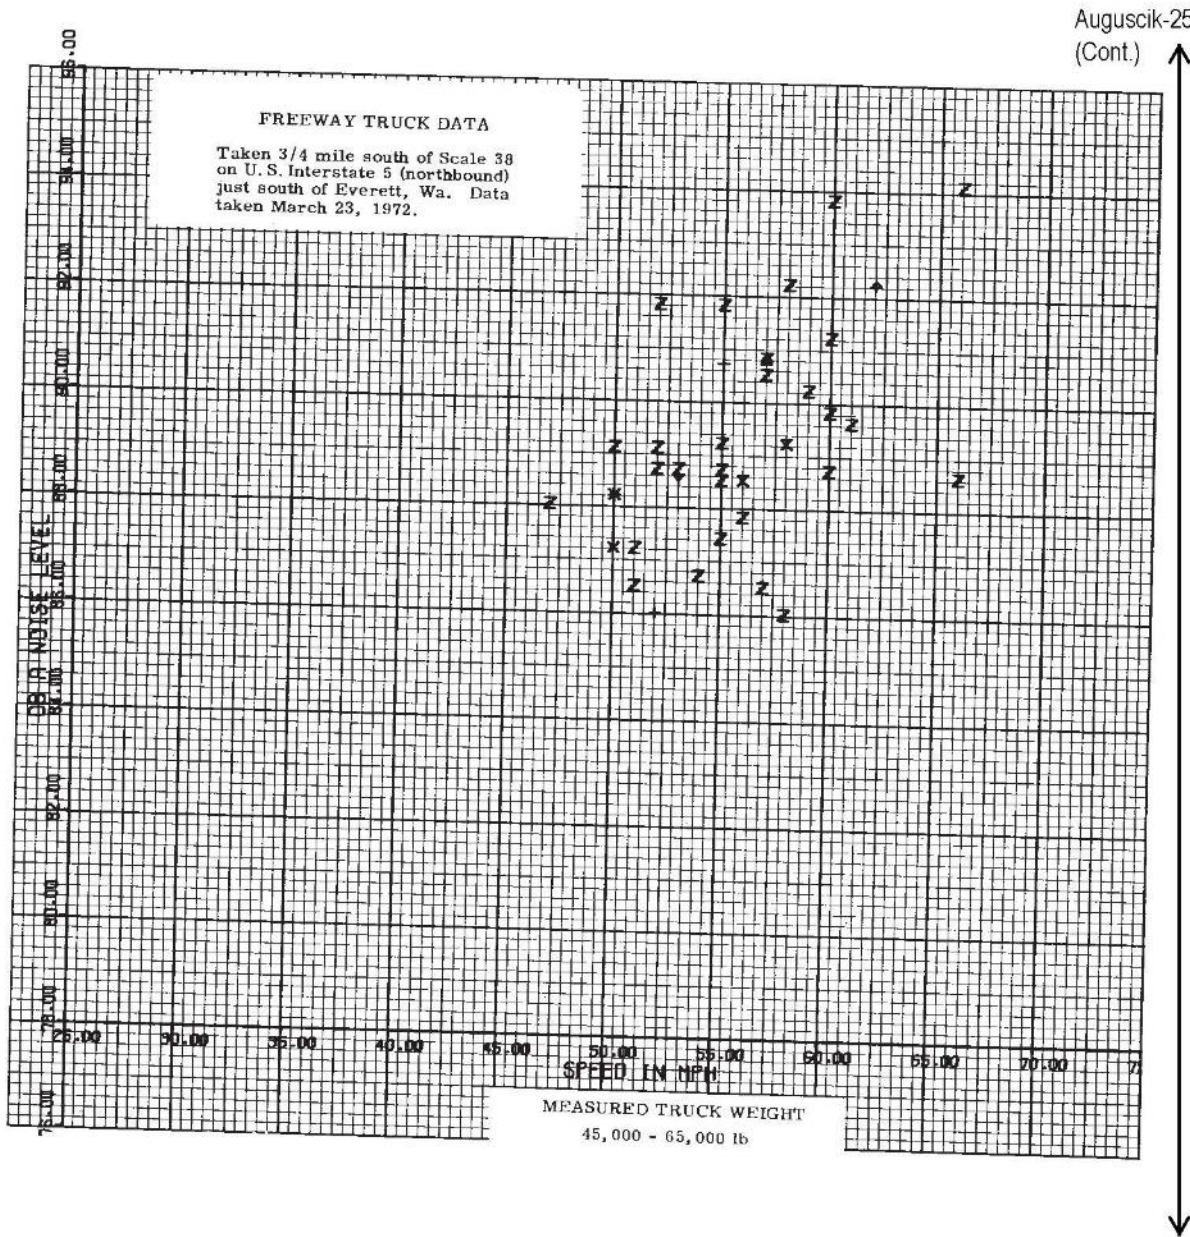 Auguscik-25
(Cont.)
FREEWAY TRUCK DATA
Taken 3/4 mile south of Scale 38
on U.S. Interstate 5 (northbound)
just south of Everett, Wa. Data
taken March 23, 1972.
96.00
94.00
92.00
90.00
88.00
86.00
84.00
82.00
80.00
78.00
76.00
DB A NOISE LEVEL
25.00 30.00 35.00 40.00 45.00 50.00 55.00 60.00 65.00 70.00
SPEED IN MPH
MEASURED TRUCK WEIGHT
45,000 - 65,000 lb